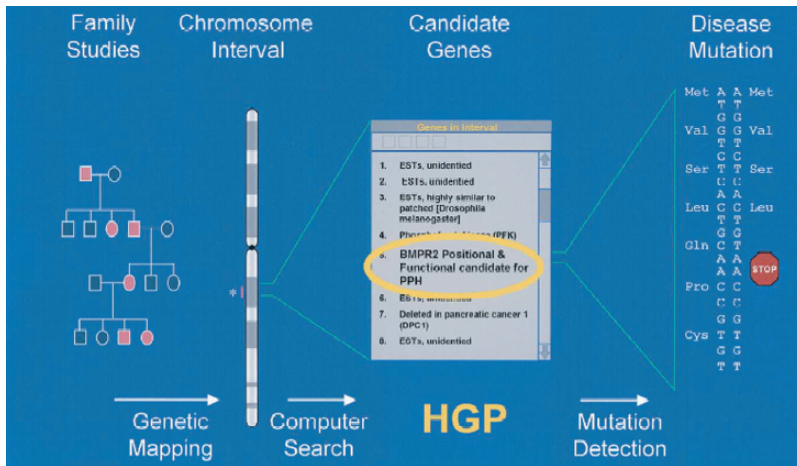 Family Studies
Chromosome Interval
Candidate Genes
Disease Mutation
Genes in Interval
1. ESTs, unidentied
2. ESTs, unidentied
3. ESTs, highly similar to
patched [Drosophila
melanogaster]
4. (PFK)
5. BMPR2 Positional &
Functional candidate for
PPH
6. ESTs, unidentied
7. Deleted in pancreatic cancer 1
(DPC1)
8. ESTs, unidentied
*
Met A A Met
T T
G G
Val G G Val
T T
C C
Ser T T Ser
C C
A A
Leu C C Leu
T T
G G
Gln C T
A A
A A STOP
Pro C C
C C
G G
Cys T T
G G
T T
Genetic
Mapping
Computer
Search
HGP
Mutation
Detection